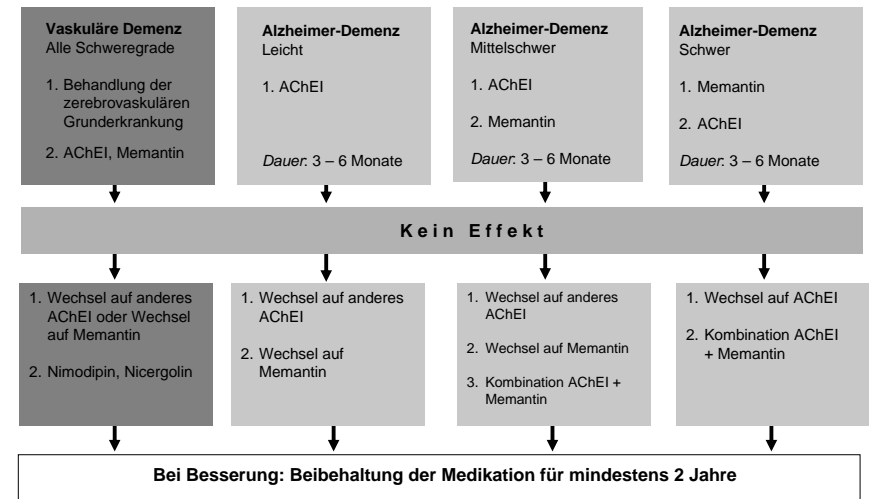 Vaskuläre Demenz
Alle Schweregrade
1. Behandlung der
zerebrovaskulären
Grunderkrankung
2. AChEI, Memantin
Alzheimer-Demenz
Leicht
1. AChEI
Dauer: 3 – 6 Monate
Alzheimer-Demenz
Mittelschwer
1. AChEI
2. Memantin
Dauer: 3 – 6 Monate
Alzheimer-Demenz
Schwer
1. Memantin
2. AChEI
Dauer: 3 – 6 Monate
Kein Effekt
1. Wechsel auf anderes
AChEI oder Wechsel
auf Memantin
2. Nimodipin, Nicergolin
1. Wechsel auf anderes
AChEI
2. Wechsel auf
Memantin
1. Wechsel auf anderes
AChEI
2. Wechsel auf Memantin
3. Kombination AChEI +
Memantin
1. Wechsel auf AChEI
2. Kombination AChEI
+ Memantin
Bei Besserung: Beibehaltung der Medikation für mindestens 2 Jahre